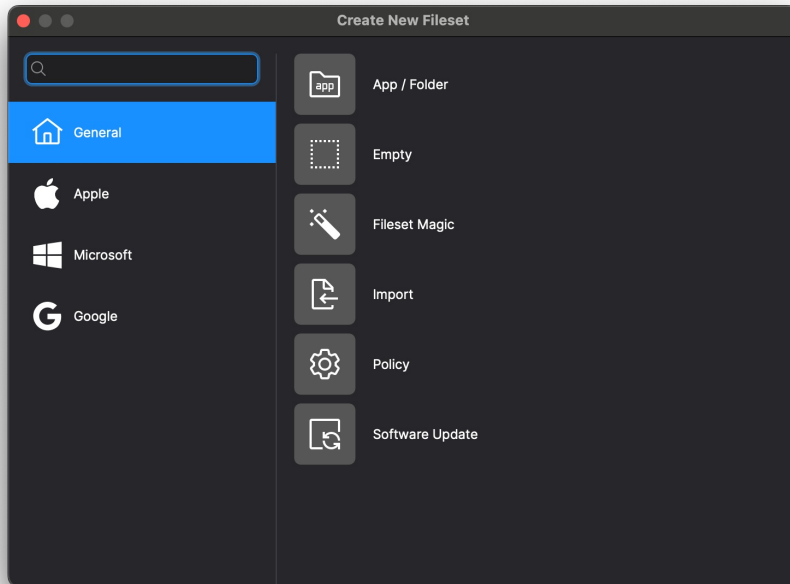 Create New Fileset
General
Apple
Microsoft
Google
app
App / Folder
Empty
Fileset Magic
Import
Policy
Software Update